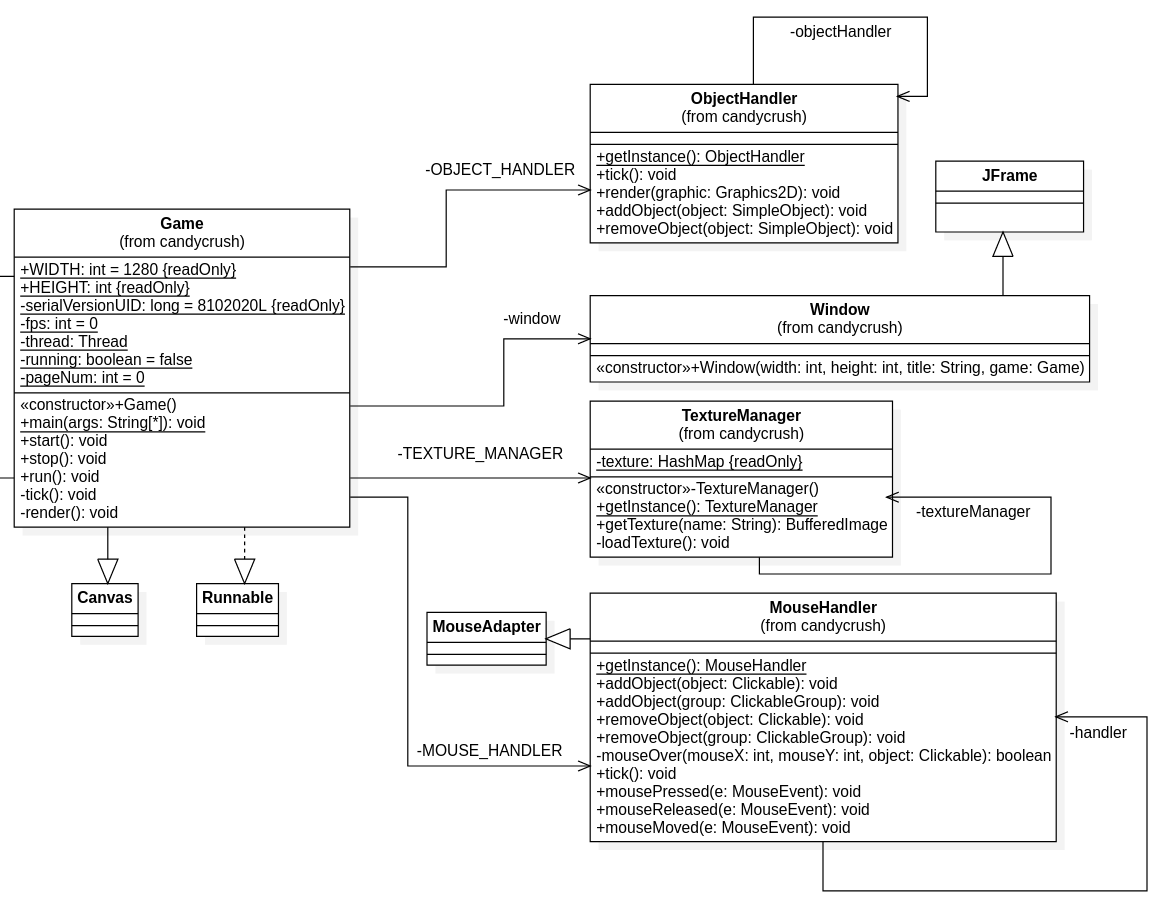 -objectHandler
ObjectHandler
(from candycrush)
+getInstance(): ObjectHandler
+tick(): void
+render(graphic: Graphics2D): void
+addObject(object: SimpleObject): void
+removeObject(object: SimpleObject): void
-OBJECT_HANDLER
JFrame
Game
(from candycrush)
+WIDTH: int = 1280 {readOnly}
+HEIGHT: int {readOnly}
-serialVersionUID: long = 8102020L {readOnly}
-fps: int = 0
-thread: Thread
-running: boolean = false
-pageNum: int = 0
«constructor»+Game()
+main(args: String[*]): void
+start(): void
+stop(): void
+run(): void
-tick(): void
-render(): void
-window
Window
(from candycrush)
«constructor»+Window(width: int, height: int, title: String, game: Game)
-TEXTURE_MANAGER
TextureManager
(from candycrush)
-texture: HashMap {readOnly}
«constructor»-TextureManager()
+getInstance(): TextureManager
+getTexture(name: String): BufferedImage
-loadTexture(): void
-textureManager
Canvas
Runnable
MouseAdapter
MouseHandler
(from candycrush)
+getInstance(): MouseHandler
+addObject(object: Clickable): void
+addObject(group: ClickableGroup): void
+removeObject(object: Clickable): void
+removeObject(group: ClickableGroup): void
-mouseOver(mouseX: int, mouseY: int, object: Clickable): boolean
+tick(): void
+mousePressed(e: MouseEvent): void
+mouseReleased(e: MouseEvent): void
+mouseMoved(e: MouseEvent): void
-MOUSE_HANDLER
-handler